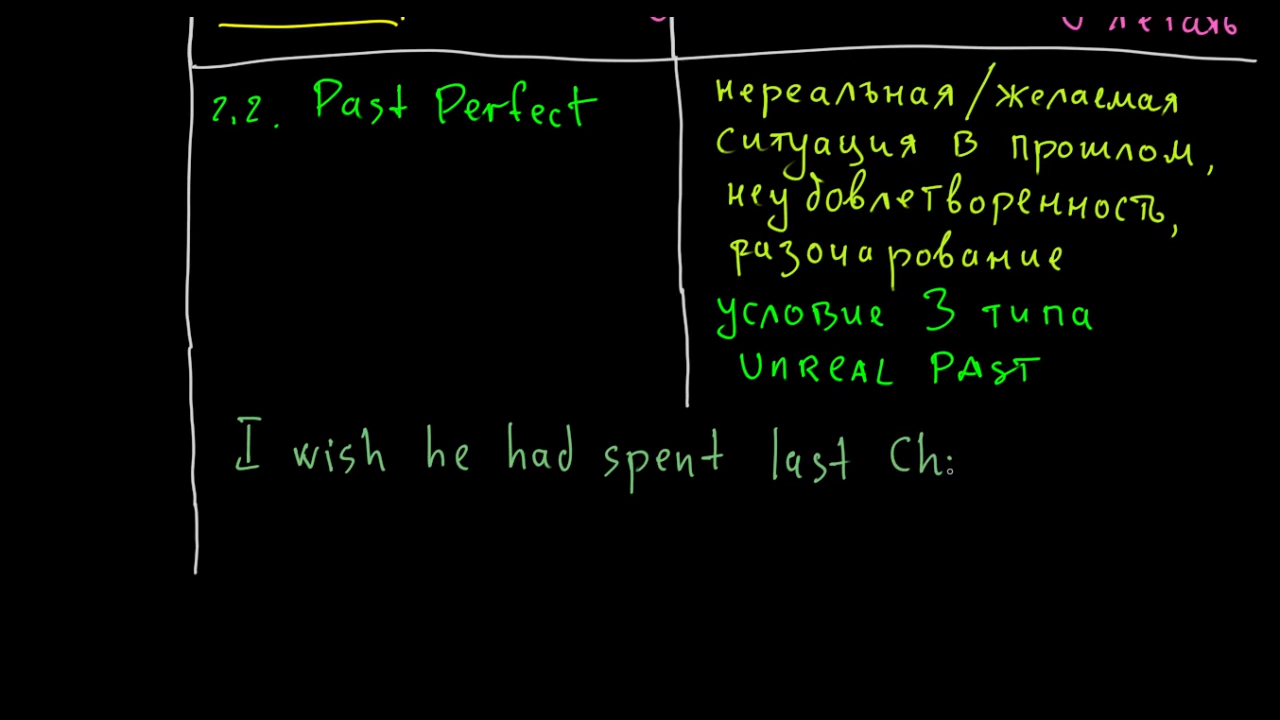 летать
2.2. Past Perfect
нереальная/желаемая
ситуация в прошлом,
неудовлетворенность,
разочарование
условие 3 типа
UNREAL PAST
I wish he had spent last Ch